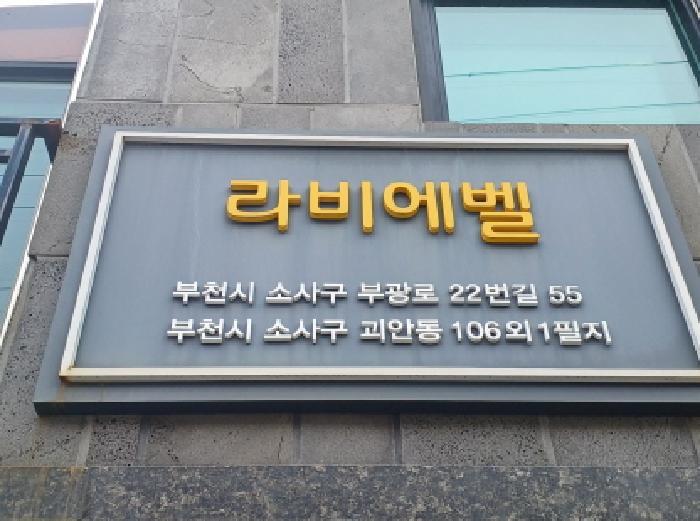 라비에벨
부천시 소사구 부광로 22번길 55
부천시 소사구 괴안동 106외1필지